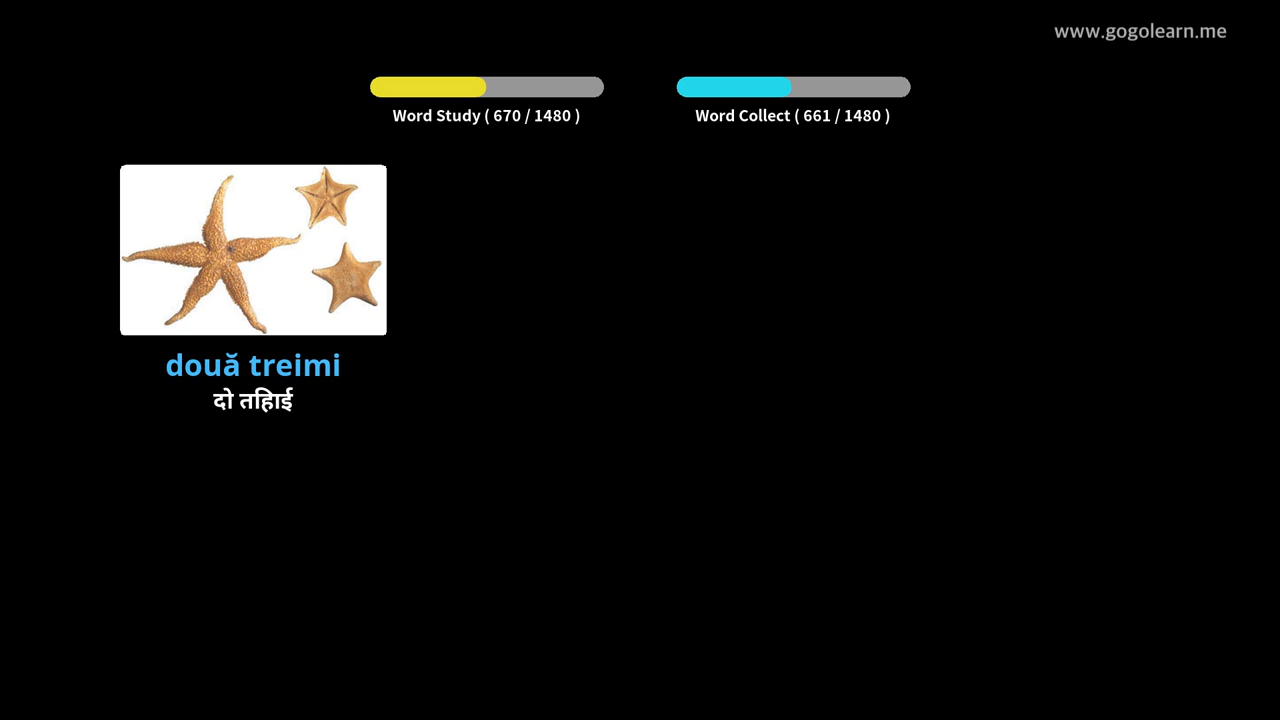 www.gogolearn.me
Word Study ( 670 / 1480 )
Word Collect ( 661 / 1480 )
două treimi
दो तिहाई